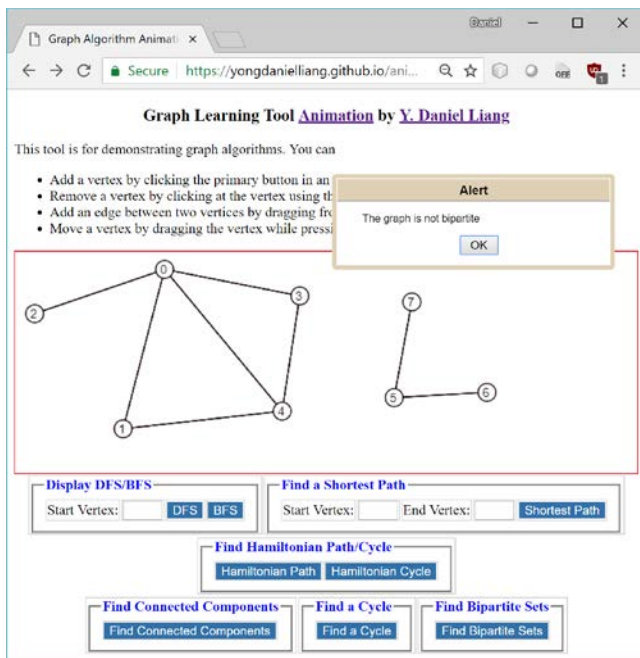 Daniel
Graph Algorithm Animati ×
Secure https://yongdanielliang.github.io/ani...
OFF
1
Graph Learning Tool Animation by Y. Daniel Liang
This tool is for demonstrating graph algorithms. You can
Add a vertex by clicking the primary button in an
Remove a vertex by clicking at the vertex using th
Add an edge between two vertices by dragging fro
Move a vertex by dragging the vertex while pressi
Alert
The graph is not bipartite
OK
0
3
7
2
5
6
4
1
Display DFS/BFS
Start Vertex: DFS BFS
Find a Shortest Path
Start Vertex: End Vertex: Shortest Path
Find Hamiltonian Path/Cycle
Hamiltonian Path Hamiltonian Cycle
Find Connected Components
Find Connected Components
Find a Cycle
Find a Cycle
Find Bipartite Sets
Find Bipartite Sets